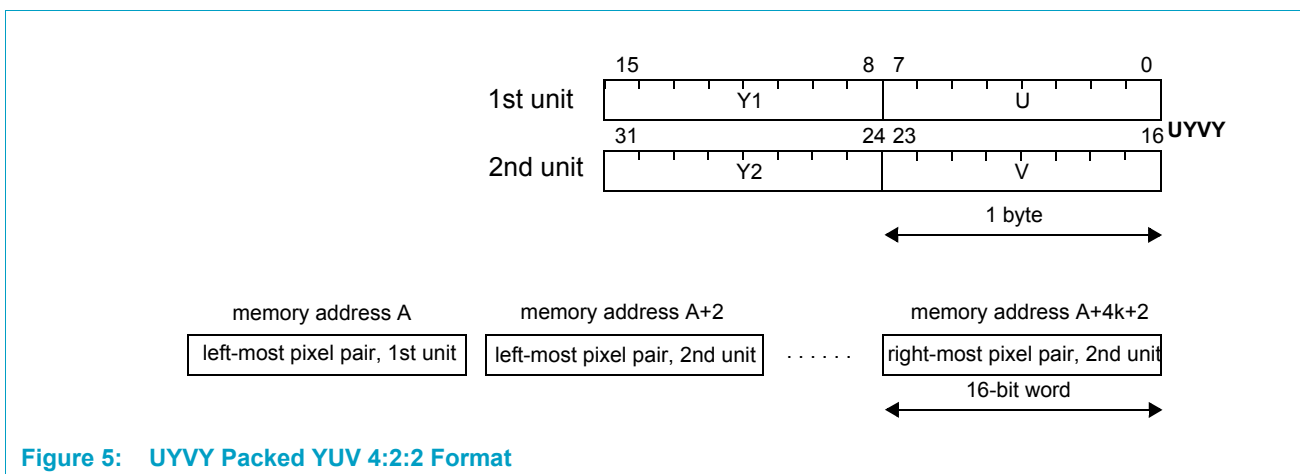 15 8 7 0
1st unit Y1 U
31 24 23 16 UYVY
2nd unit Y2 V
1 byte
memory address A memory address A+2 memory address A+4k+2
left-most pixel pair, 1st unit left-most pixel pair, 2nd unit . . . . . . right-most pixel pair, 2nd unit
16-bit word
Figure 5: UYVY Packed YUV 4:2:2 Format